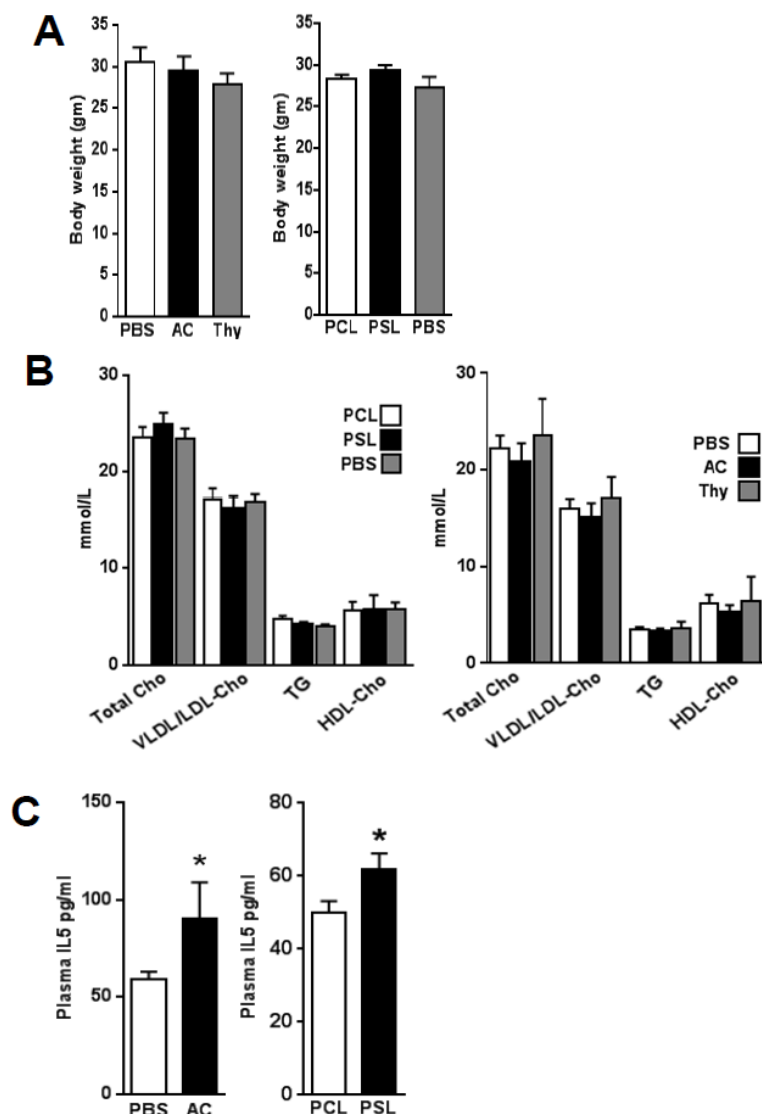 A
Body weight (gm)
35
30
25
20
15
10
5
0
PBS AC Thy
Body weight (gm)
35
30
25
20
15
10
5
0
PCL PSL PBS
B
mmol/L
30
20
10
0
PCL
PSL
PBS
Total Cho
VLDL/LDL-Cho
TG
HDL-Cho
mmol/L
30
20
10
0
PBS
AC
Thy
Total Cho
VLDL/LDL-Cho
TG
HDL-Cho
C
Plasma IL5 pg/ml
150
100
50
0
*
PBS AC
Plasma IL5 pg/ml
80
60
40
20
0
*
PCL PSL